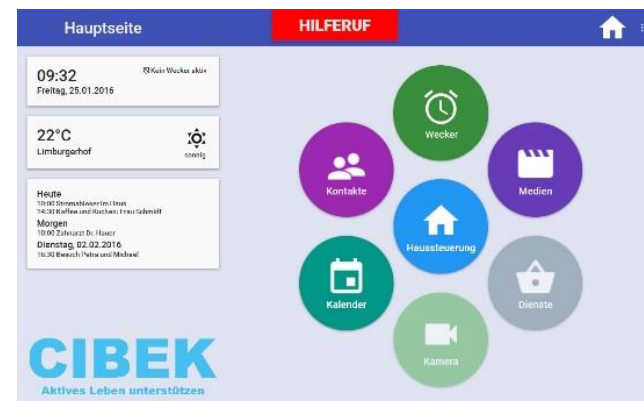 Hauptseite
HILFERUF
09:32
Kein Wecker aktiv
Freitag, 25.01.2016
22°C
Limburgerhof
sonnig
Heute
10:00 Stromableser im Haus
14:30 Kaffee und Kuchen: Frau Schmidt
Morgen
10:00 Zahnarzt Dr. Hauer
Dienstag, 02.02.2016
16:30 Besuch Petra und Michael
Wecker
Kontakte
Medien
Haussteuerung
Kalender
Dienste
Kamera
CIBEK
Aktives Leben unterstützen